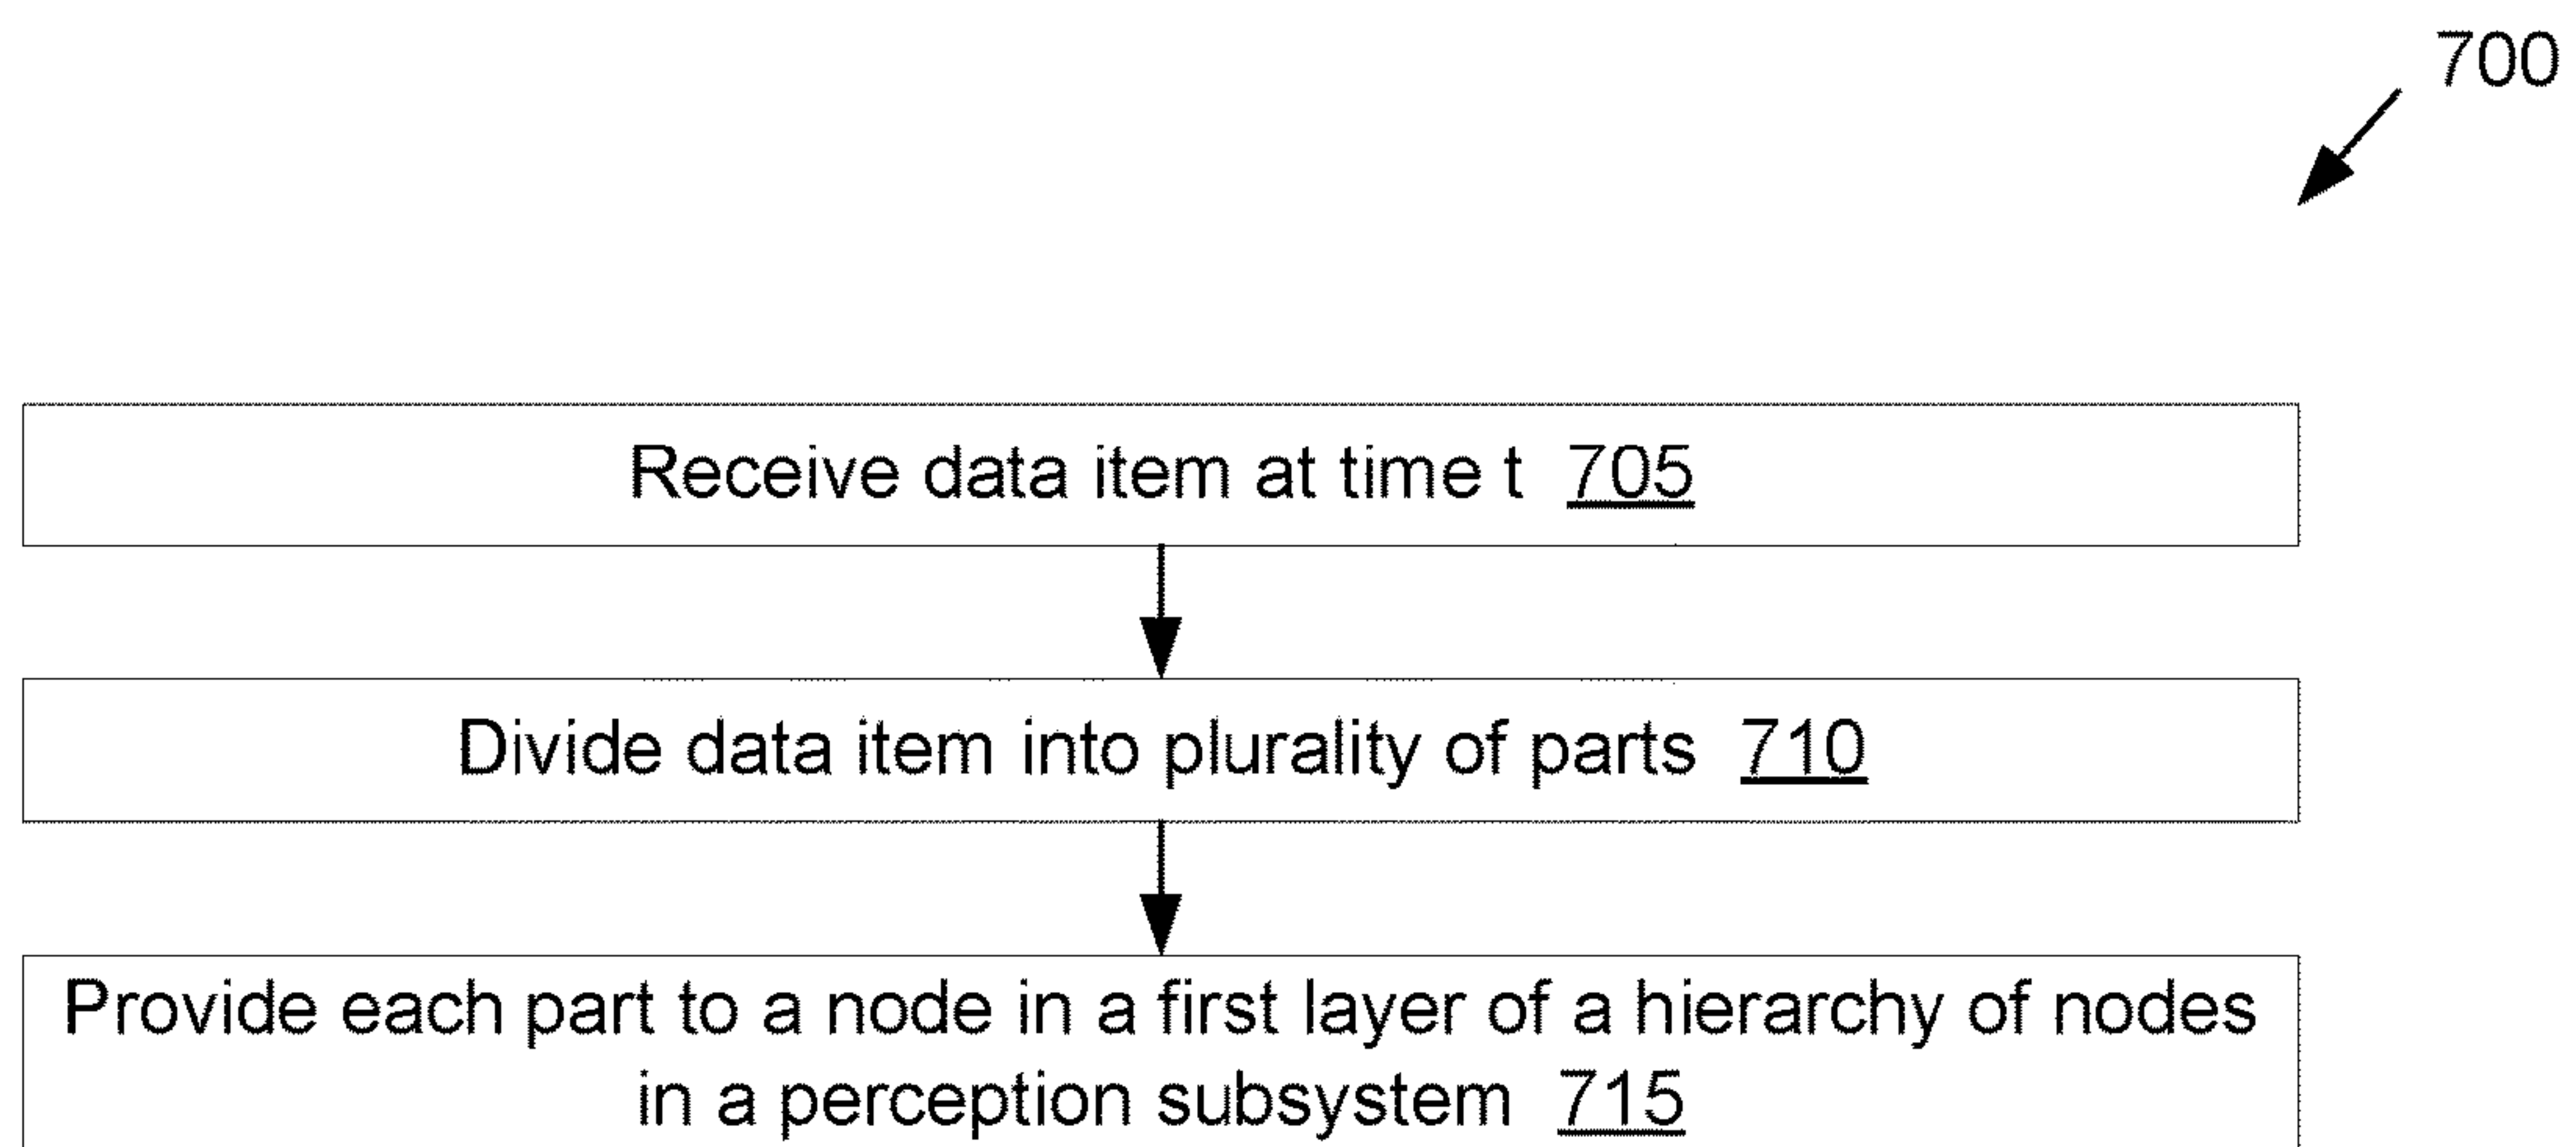 700
Receive data item at time t 705
Divide data item into plurality of parts 710
Provide each part to a node in a first layer of a hierarchy of nodes
in a perception subsystem 715